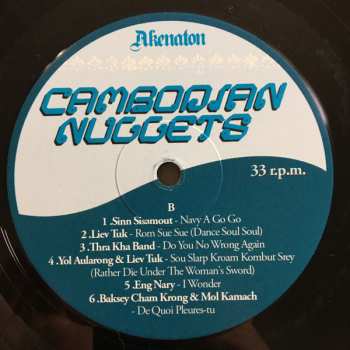 Akenaton
CAMBODIAN
NUGGETS
B
33 r.p.m.
1 .Sinn Sisamout - Navy A Go Go
2 .Liev Tuk - Rom Sue Sue (Dance Soul Soul)
3 .Thra Kha Band - Do You No Wrong Again
4 .Yol Aularong & Liev Tuk - Sou Slarp Kroam Kombut Srey
(Rather Die Under The Woman's Sword)
5 .Eng Nary - I Wonder
6 .Baksey Cham Krong & Mol Kamach
- De Quoi Pleures-tu